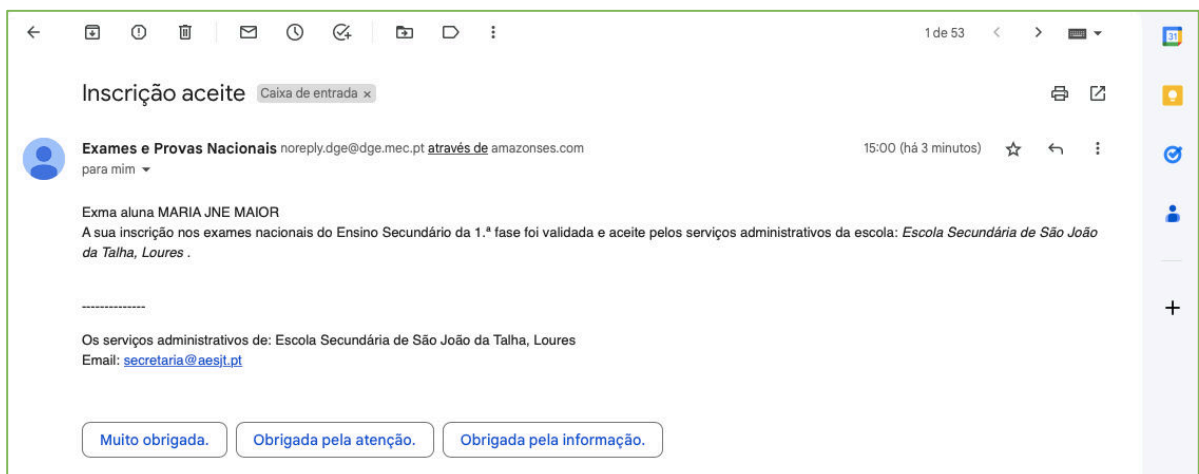 1 de 53
31
Inscrição aceite Caixa de entrada ×
Exames e Provas Nacionais noreply.dge@dge.mec.pt através de amazonses.com
15:00 (há 3 minutos)
para mim
Exma aluna MARIA JNE MAIOR
A sua inscrição nos exames nacionais do Ensino Secundário da 1.ª fase foi validada e aceite pelos serviços administrativos da escola: Escola Secundária de São João
da Talha, Loures .
--------------
Os serviços administrativos de: Escola Secundária de São João da Talha, Loures
Email: secretaria@aesjt.pt
Muito obrigada.
Obrigada pela atenção.
Obrigada pela informação.